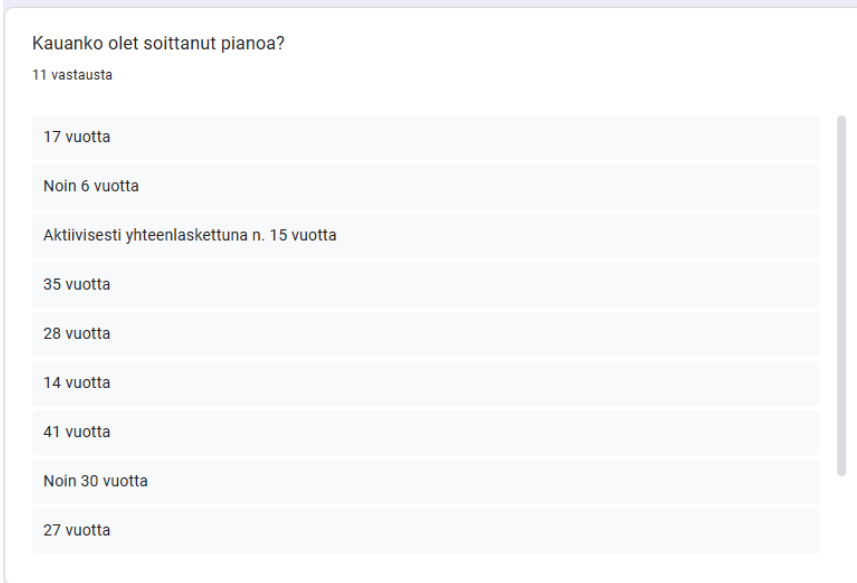 Kauanko olet soittanut pianoa?
11 vastausta
17 vuotta
Noin 6 vuotta
Aktiivisesti yhteenlaskettuna n. 15 vuotta
35 vuotta
28 vuotta
14 vuotta
41 vuotta
Noin 30 vuotta
27 vuotta